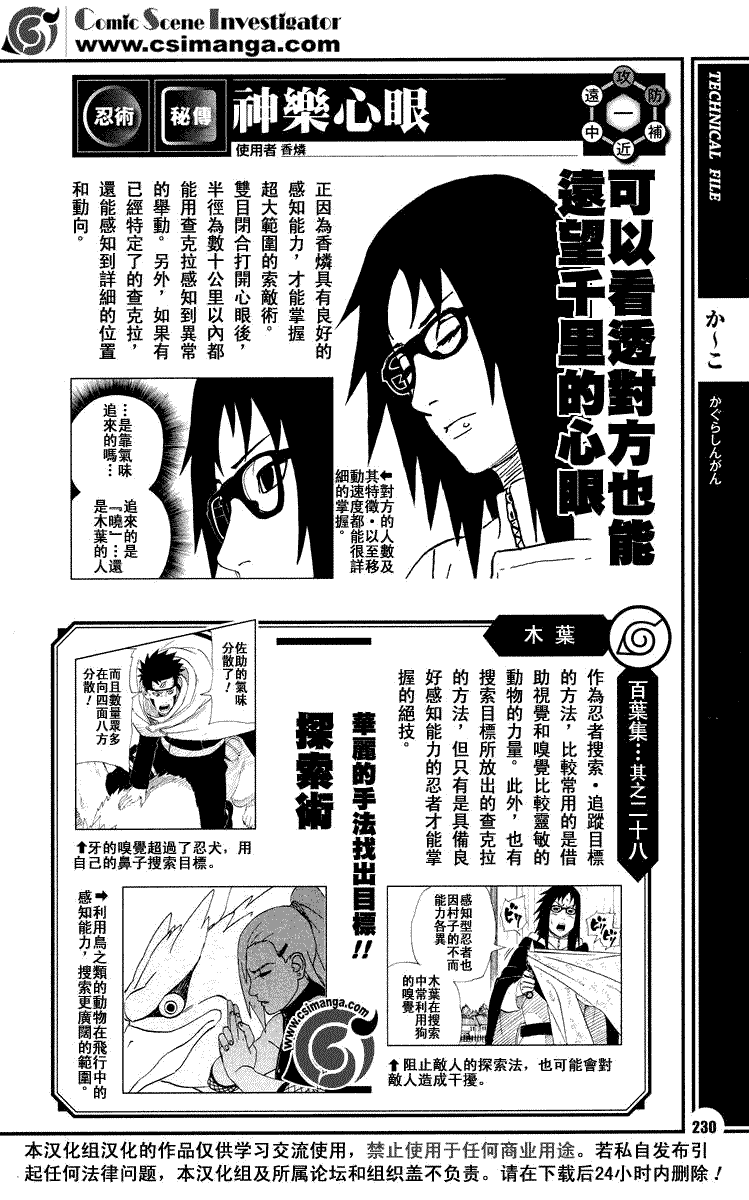 Comic Scene Investigator
www.csimanga.com
忍術
秘傳
神樂心眼
使用者 香燐
攻
防
補
近
中
遠
一
TECHNICAL FILE
か~こ
かぐらしんがん
可以看透對方也能
遠望千里的心眼
正因為香燐具有良好的
感知能力，才能掌握
超大範圍的索敵術。
雙目閉合打開心眼後，
半徑為數十公里以內都
能用查克拉感知到異常
的舉動。另外，如果有
已經特定了的查克拉，
還能感知到詳細的位置
和動向。
⬅對方的人數及
其特徵·以至移
動速度都能很詳
細的掌握。
追來的是
『曉』…還
是木葉的人
…是靠氣味
追來的嗎…
木葉
百葉集…其之二十八
作為忍者搜索·追蹤目標
的方法，比較常用的是借
助視覺和嗅覺比較靈敏的
動物的力量。此外，也有
搜索目標所放出的查克拉
的方法，但只有是具備良
好感知能力的忍者才能掌
握的絕技。
華麗的手法找出目標!!
探索術
佐助的氣味
分散了！
而且數量眾多
在向四面八方
分散！
⬆牙的嗅覺超過了忍犬，用
自己的鼻子搜索目標。
➡利用鳥之類的動物在飛行中的
感知能力，搜索更廣闊的範圍。
www.csimanga.com
感知型忍者也
因村子的不而
能力各異
木葉在搜索
中常利用狗
的嗅覺
ビリ
ビリ
⬆阻止敵人的探索法，也可能會對
敵人造成干擾。
230
本汉化组汉化的作品仅供学习交流使用，禁止使用于任何商业用途。若私自发布引
起任何法律问题，本汉化组及所属论坛和组织盖不负责。请在下载后24小时内删除！